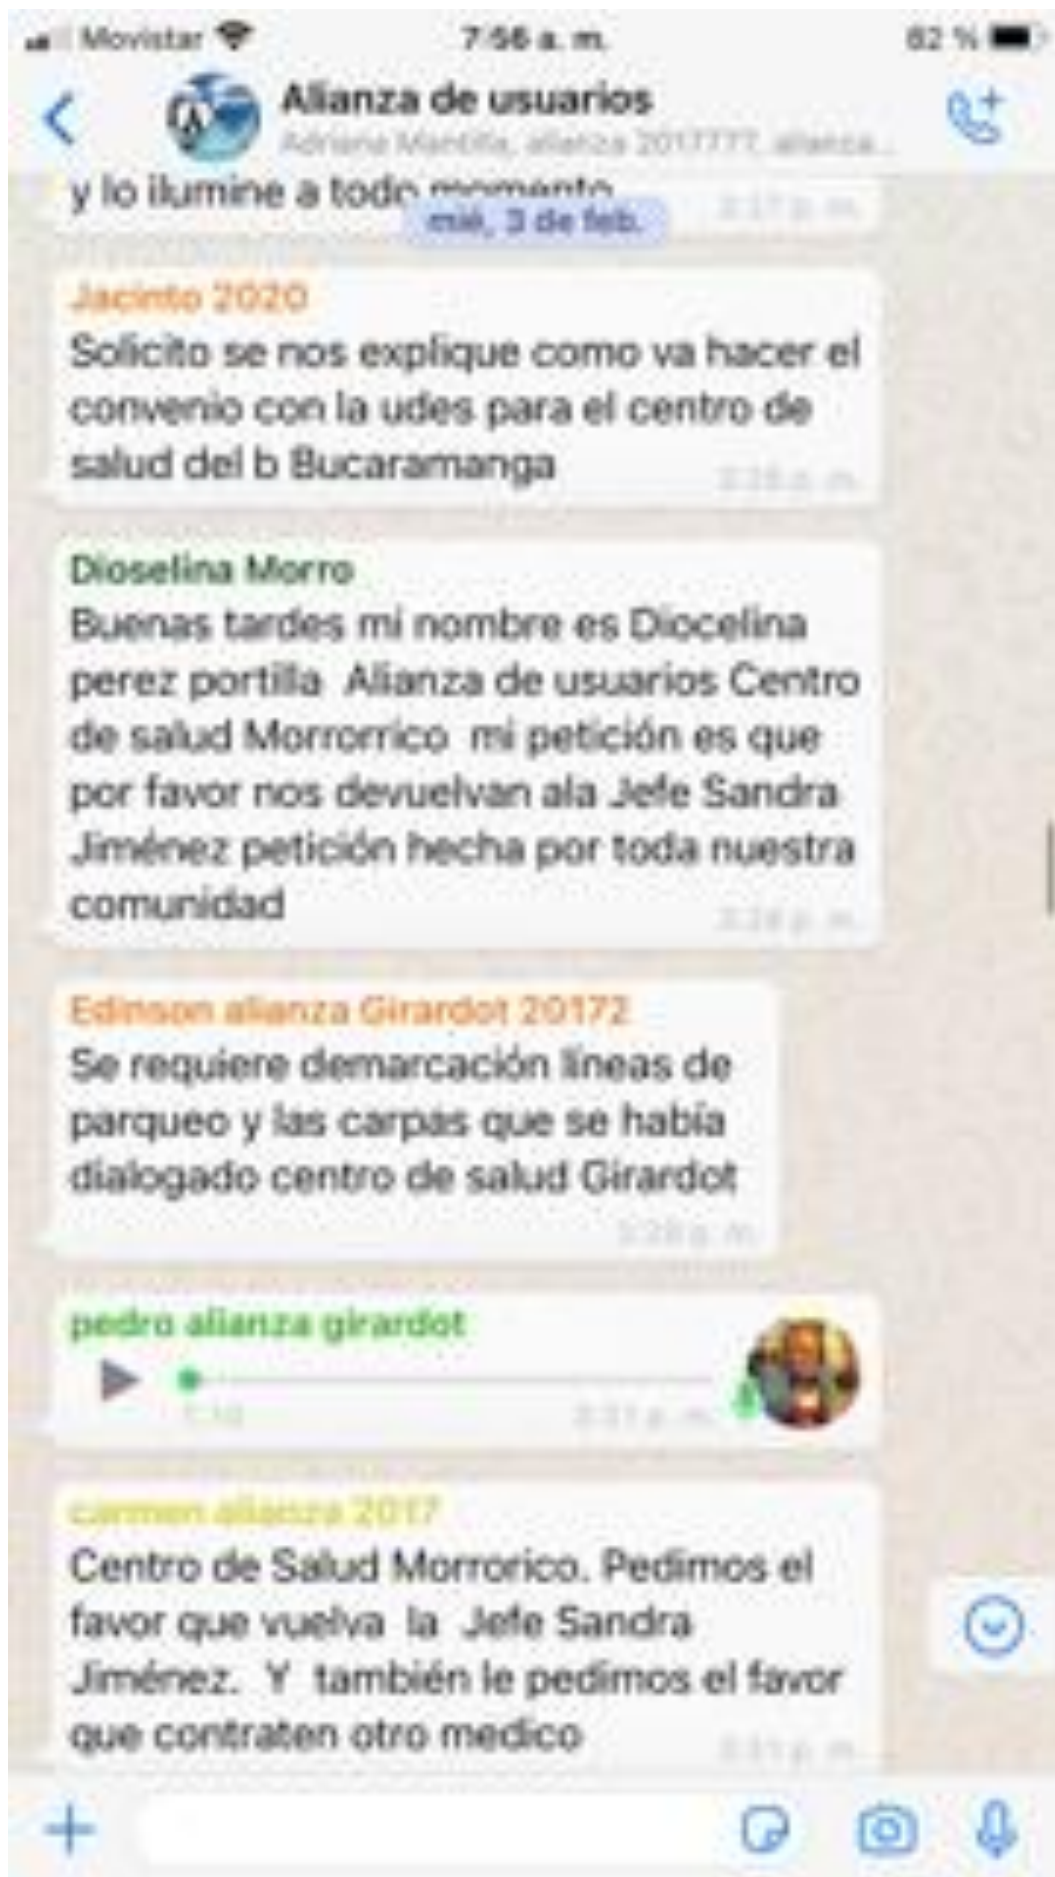 Movistar 7:56 a. m. 82 %
Alianza de usuarios
Adriana Mantilla, alianza 2017777, alianza...
y lo ilumine a todo momento
mié, 3 de feb.
Jacinto 2020
Solicito se nos explique como va hacer el
convenio con la udes para el centro de
salud del b Bucaramanga
Dioselina Morro
Buenas tardes mi nombre es Diocelina
perez portilla Alianza de usuarios Centro
de salud Morrorrico mi petición es que
por favor nos devuelvan ala Jefe Sandra
Jiménez petición hecha por toda nuestra
comunidad
Edinson alianza Girardot 20172
Se requiere demarcación líneas de
parqueo y las carpas que se había
dialogado centro de salud Girardot
pedro alianza girardot
carmen alianza 2017
Centro de Salud Morrorico. Pedimos el
favor que vuelva la Jefe Sandra
Jiménez. Y también le pedimos el favor
que contraten otro medico